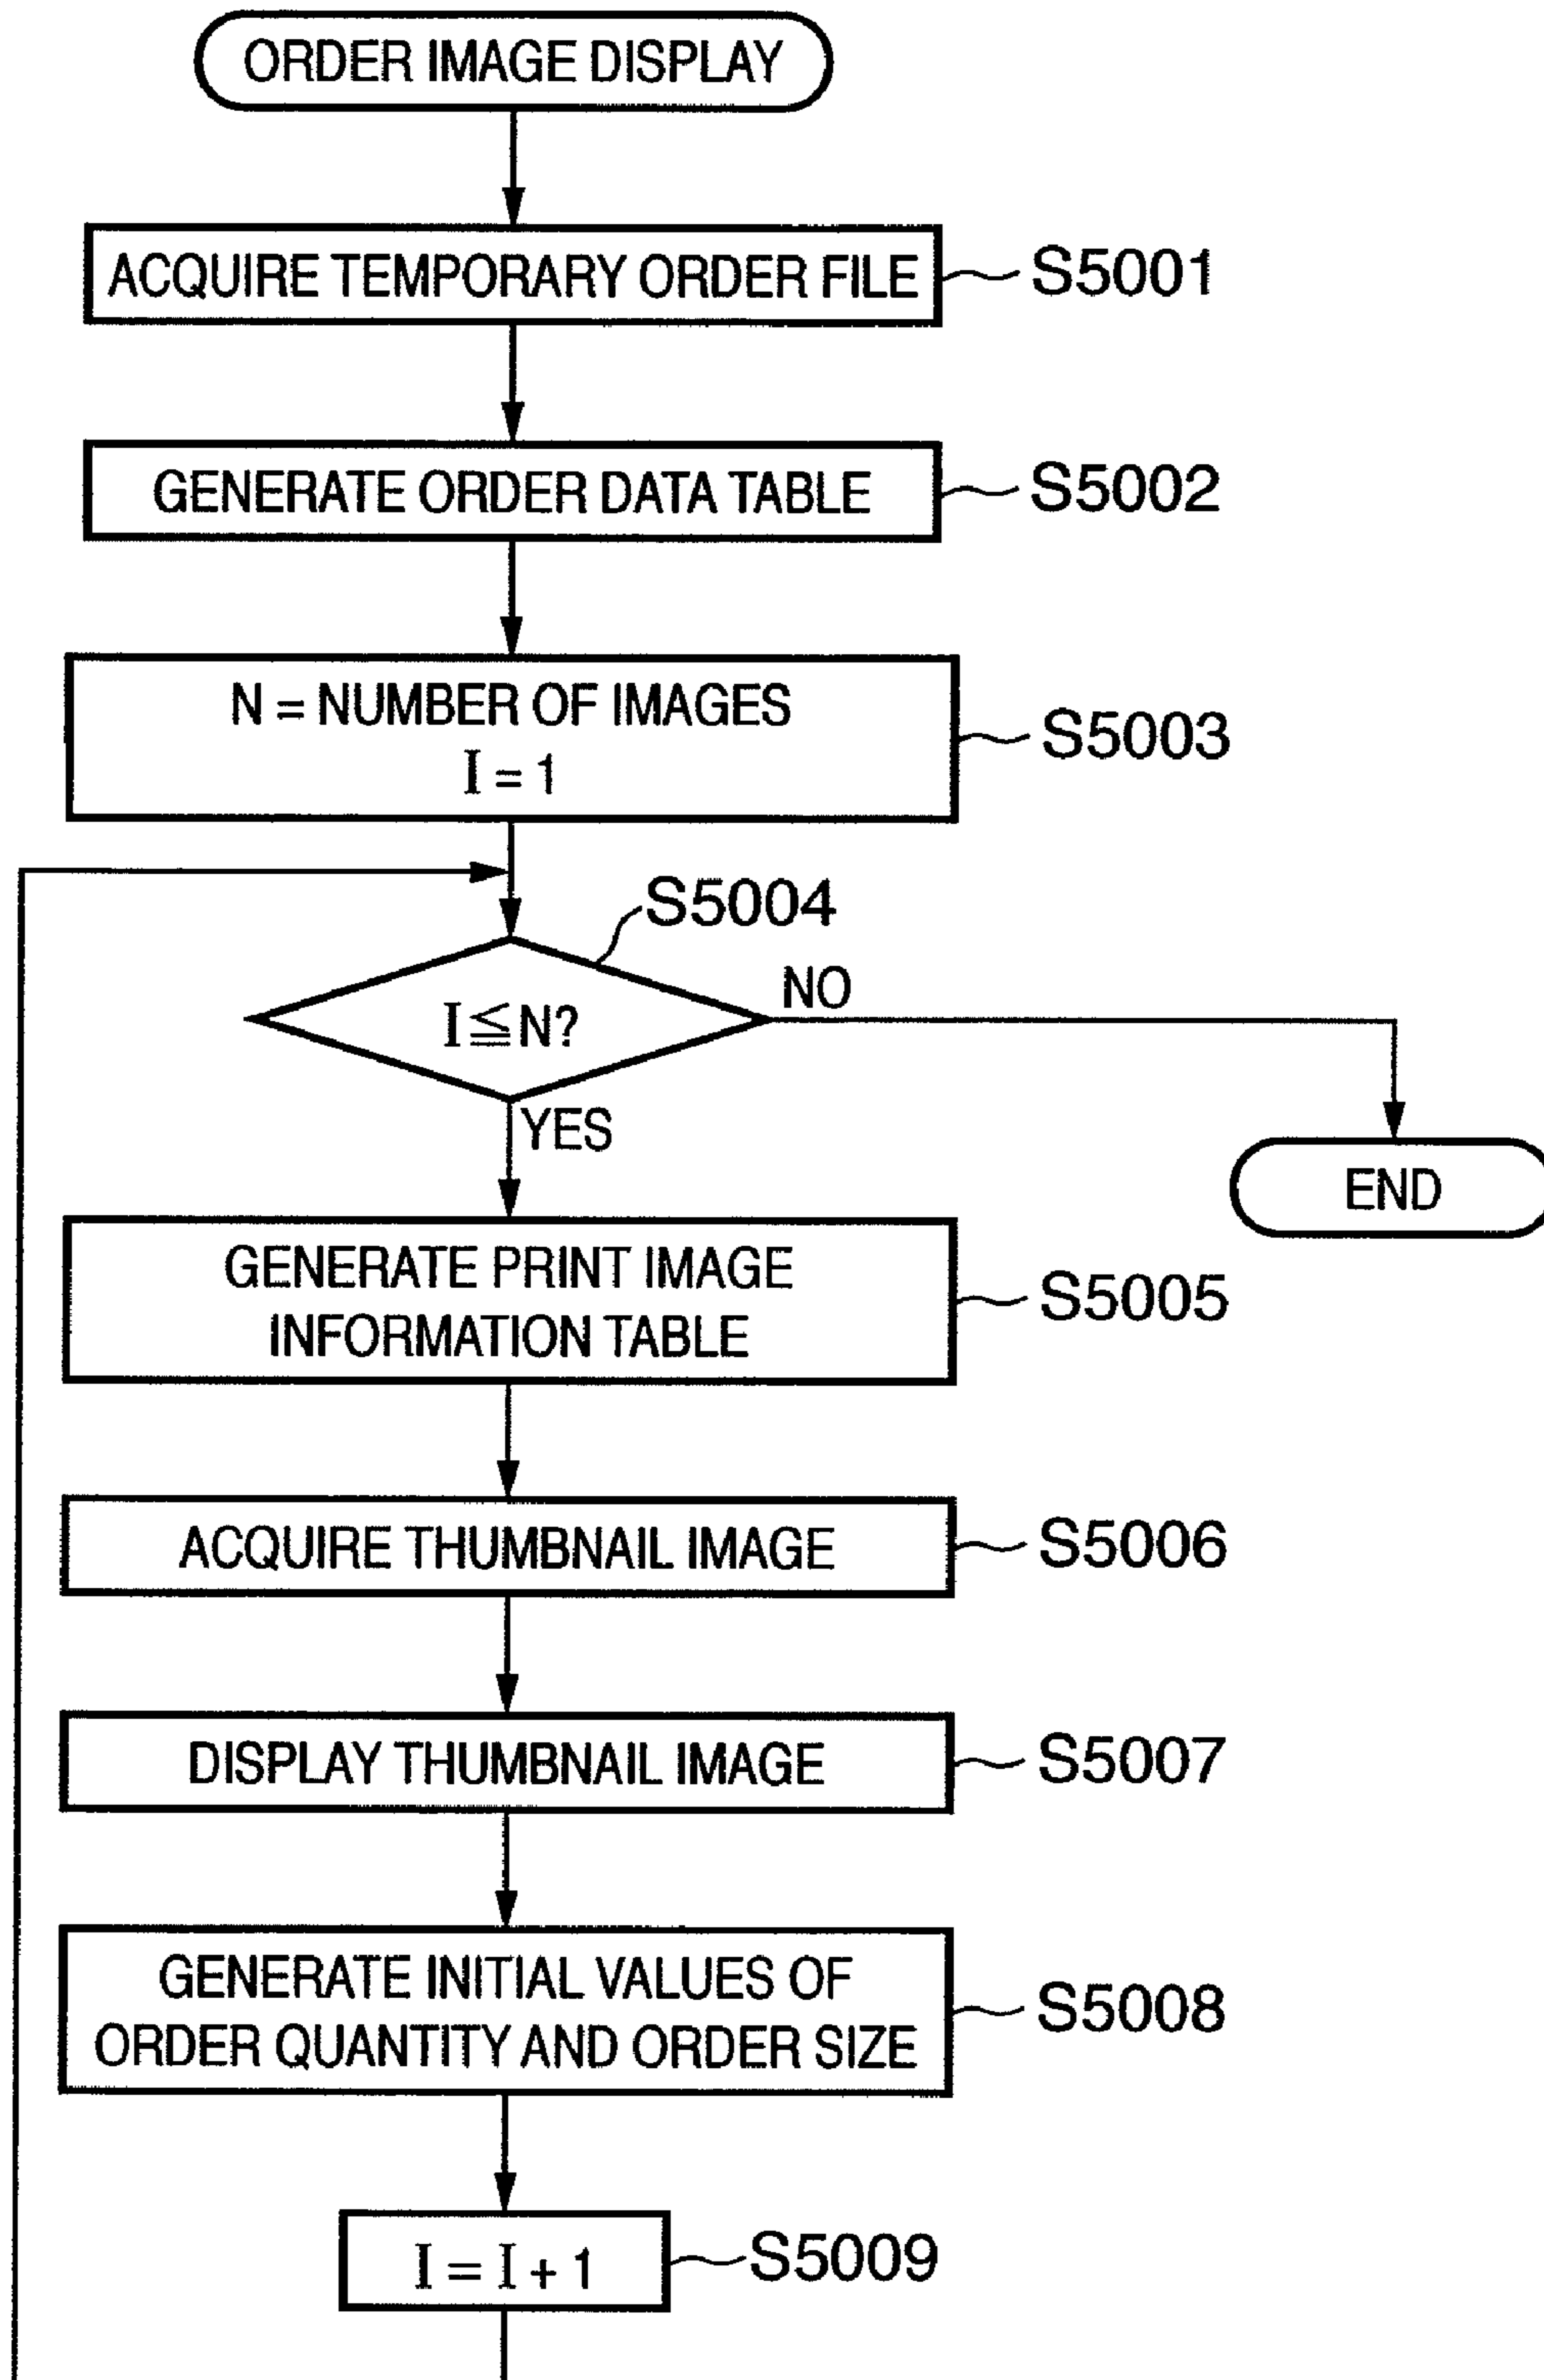 ORDER IMAGE DISPLAY
ACQUIRE TEMPORARY ORDER FILE
S5001
GENERATE ORDER DATA TABLE
S5002
N = NUMBER OF IMAGES
I = 1
S5003
S5004
I≦N?
NO
YES
END
GENERATE PRINT IMAGE
INFORMATION TABLE
S5005
ACQUIRE THUMBNAIL IMAGE
S5006
DISPLAY THUMBNAIL IMAGE
S5007
GENERATE INITIAL VALUES OF
ORDER QUANTITY AND ORDER SIZE
S5008
I = I + 1
S5009